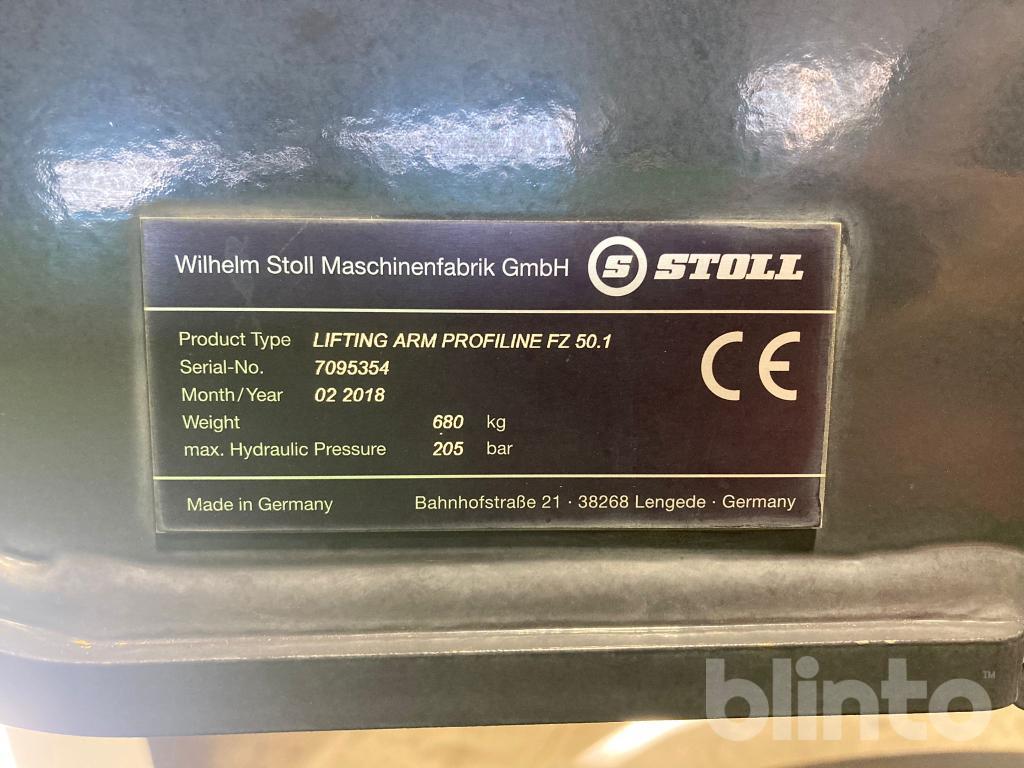 Wilhelm Stoll Maschinenfabrik GmbH S STOLL
Product Type LIFTING ARM PROFILINE FZ 50.1
Serial-No. 7095354
Month/Year 02 2018
Weight 680 kg
max. Hydraulic Pressure 205 bar
CE
Made in Germany Bahnhofstraße 21 · 38268 Lengede · Germany
blinto™